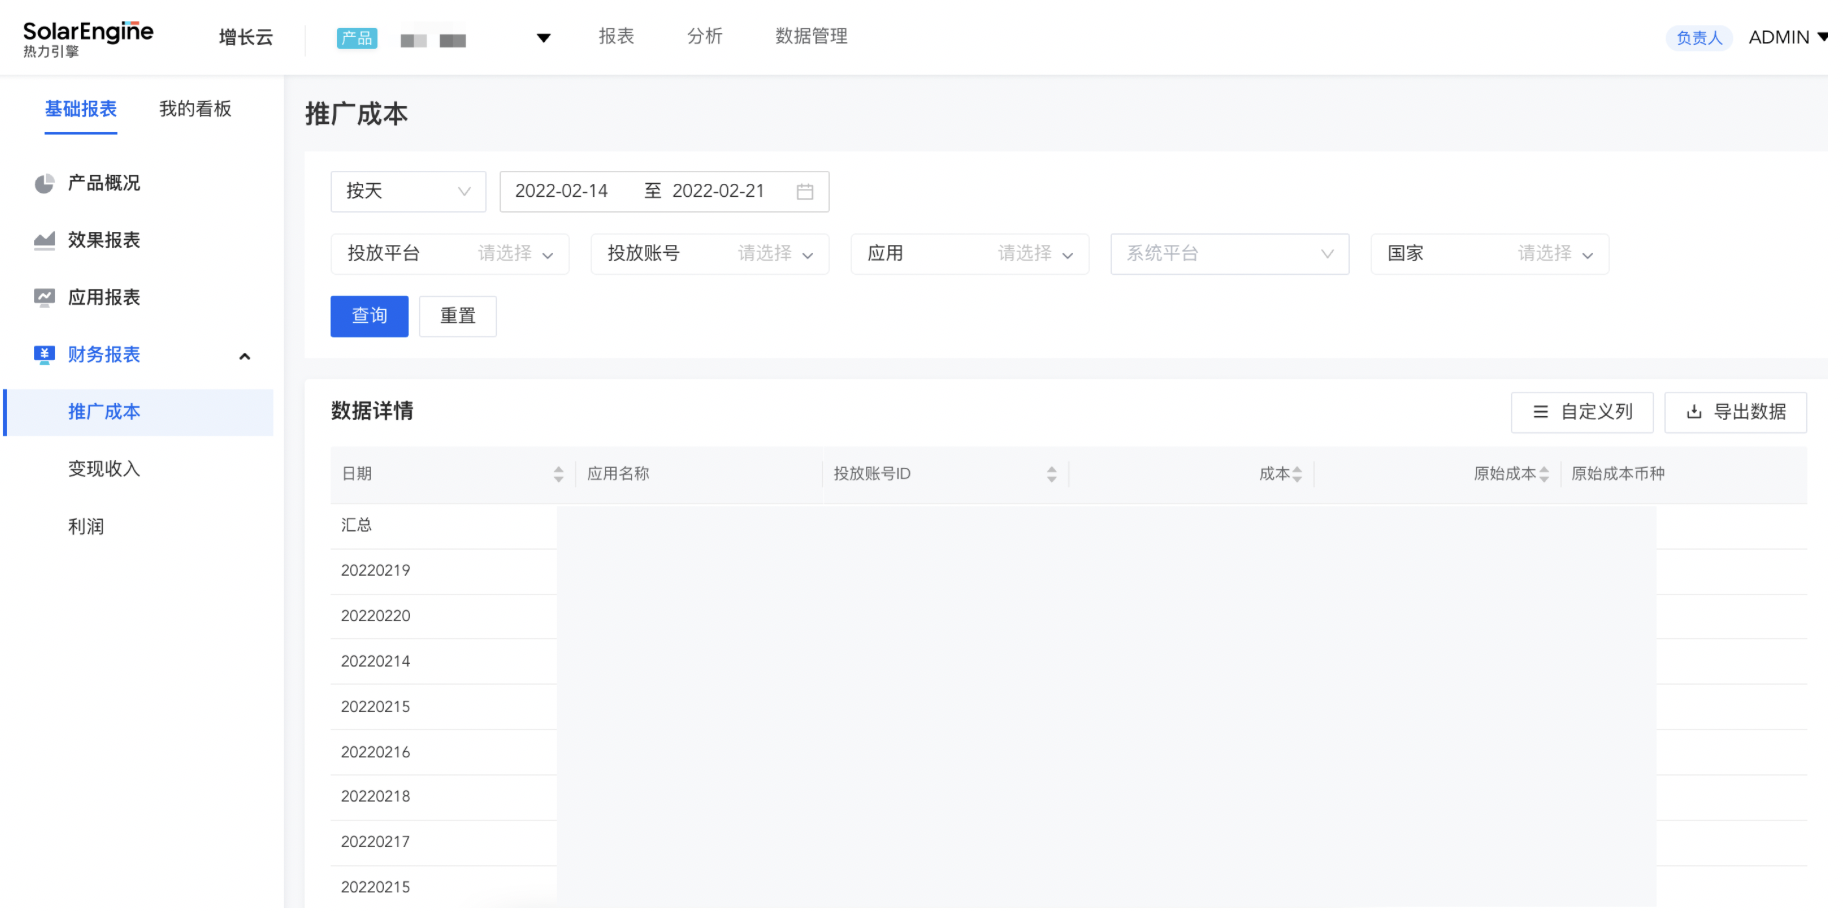 SolarEngine
热力引擎
增长云
产品
报表
分析
数据管理
负责人
ADMIN
基础报表
我的看板
产品概况
效果报表
应用报表
财务报表
推广成本
变现收入
利润
推广成本
按天
2022-02-14 至 2022-02-21
投放平台 请选择
投放账号 请选择
应用 请选择
系统平台
国家 请选择
查询
重置
数据详情
自定义列
导出数据
日期 应用名称 投放账号ID 成本 原始成本 原始成本币种
汇总
20220219
20220220
20220214
20220215
20220216
20220218
20220217
20220215